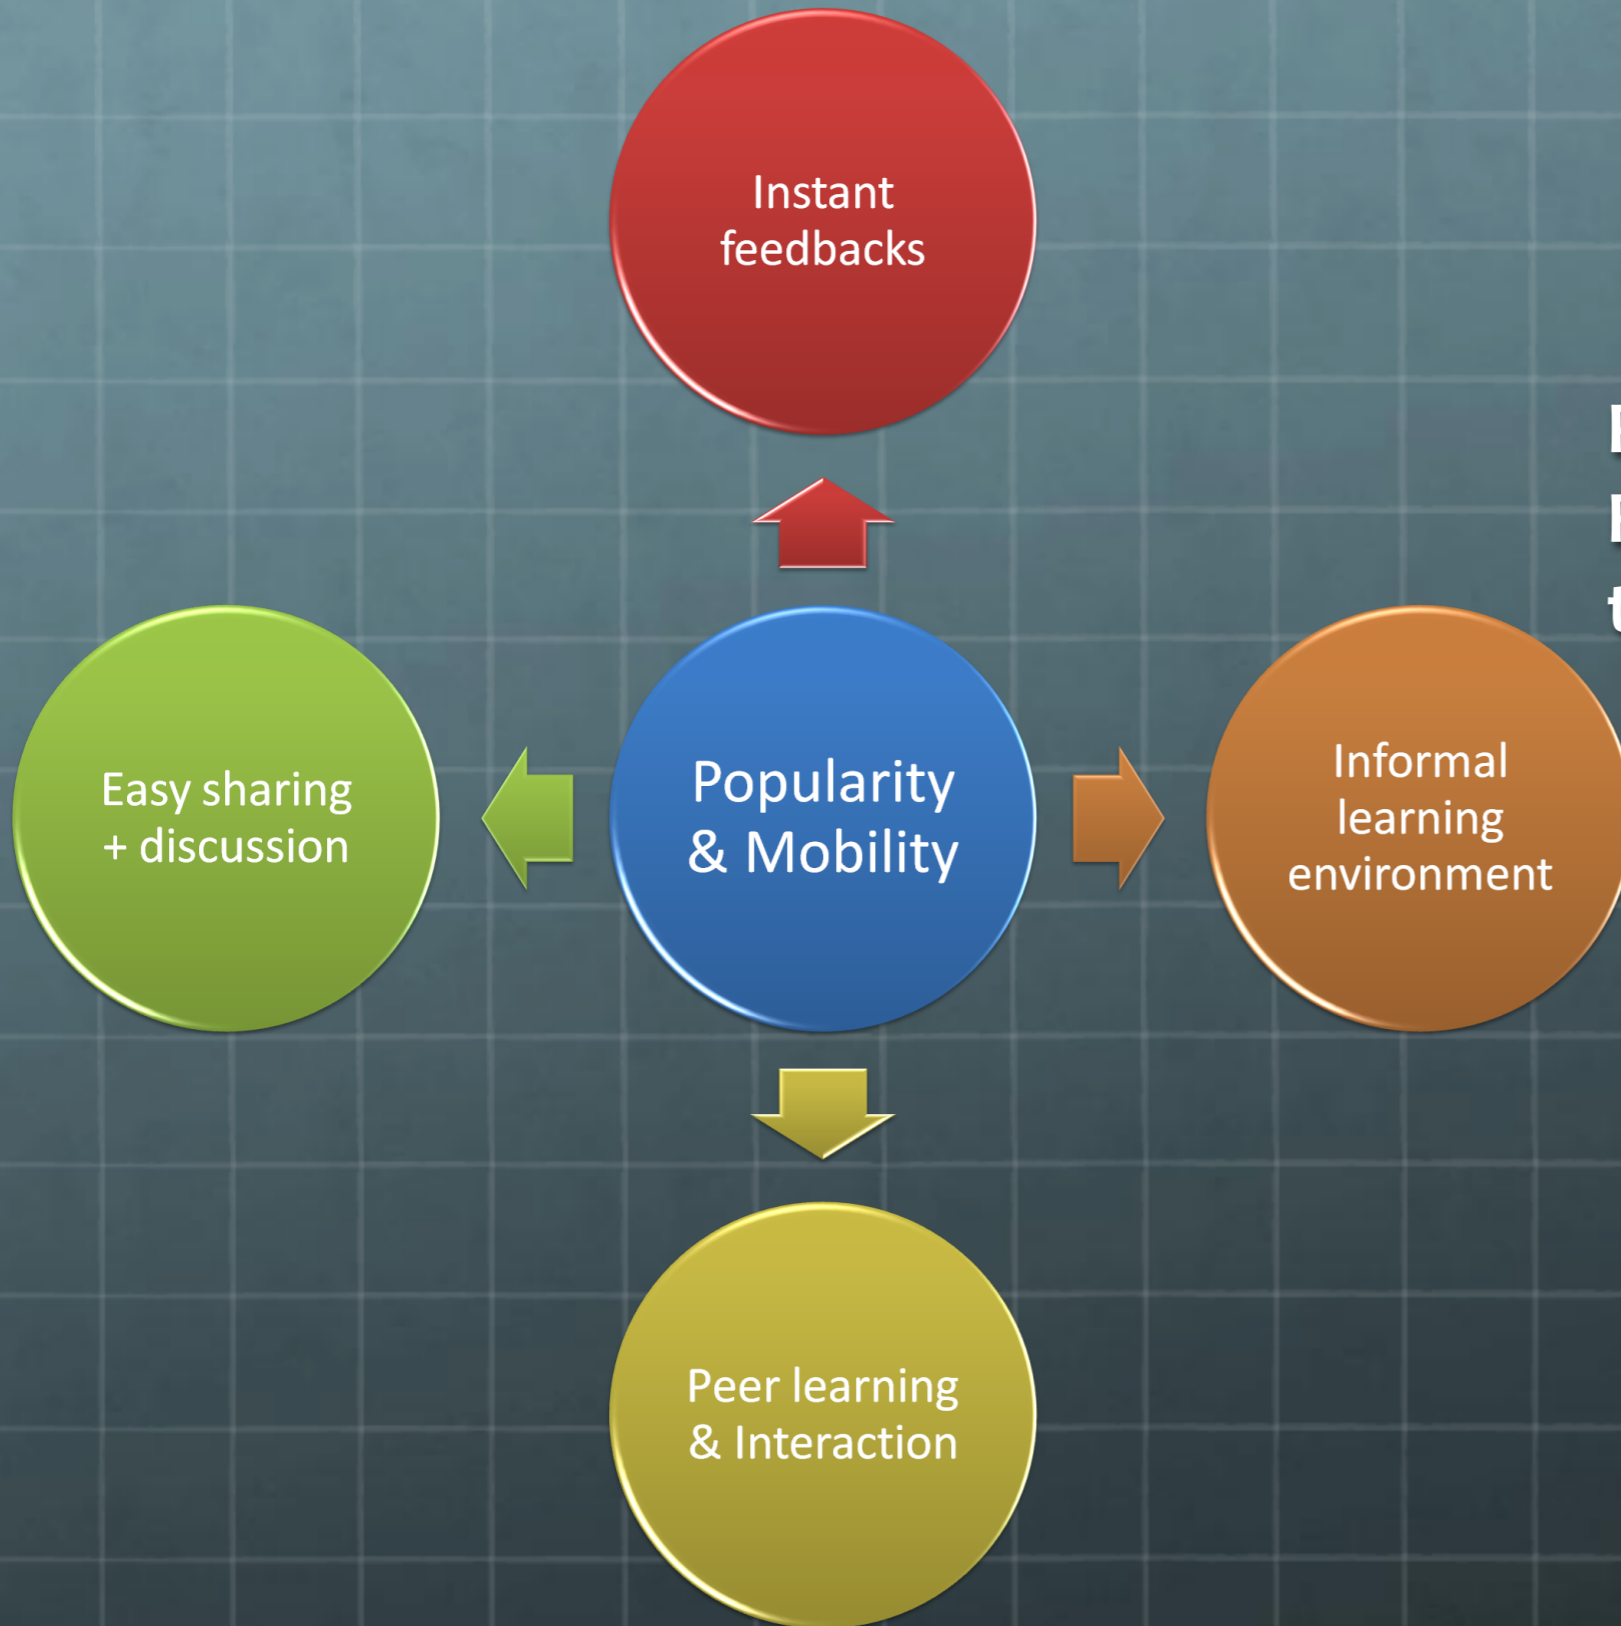 Instant
feedbacks
Easy sharing
+ discussion
Popularity
& Mobility
Informal
learning
environment
Peer learning
& Interaction